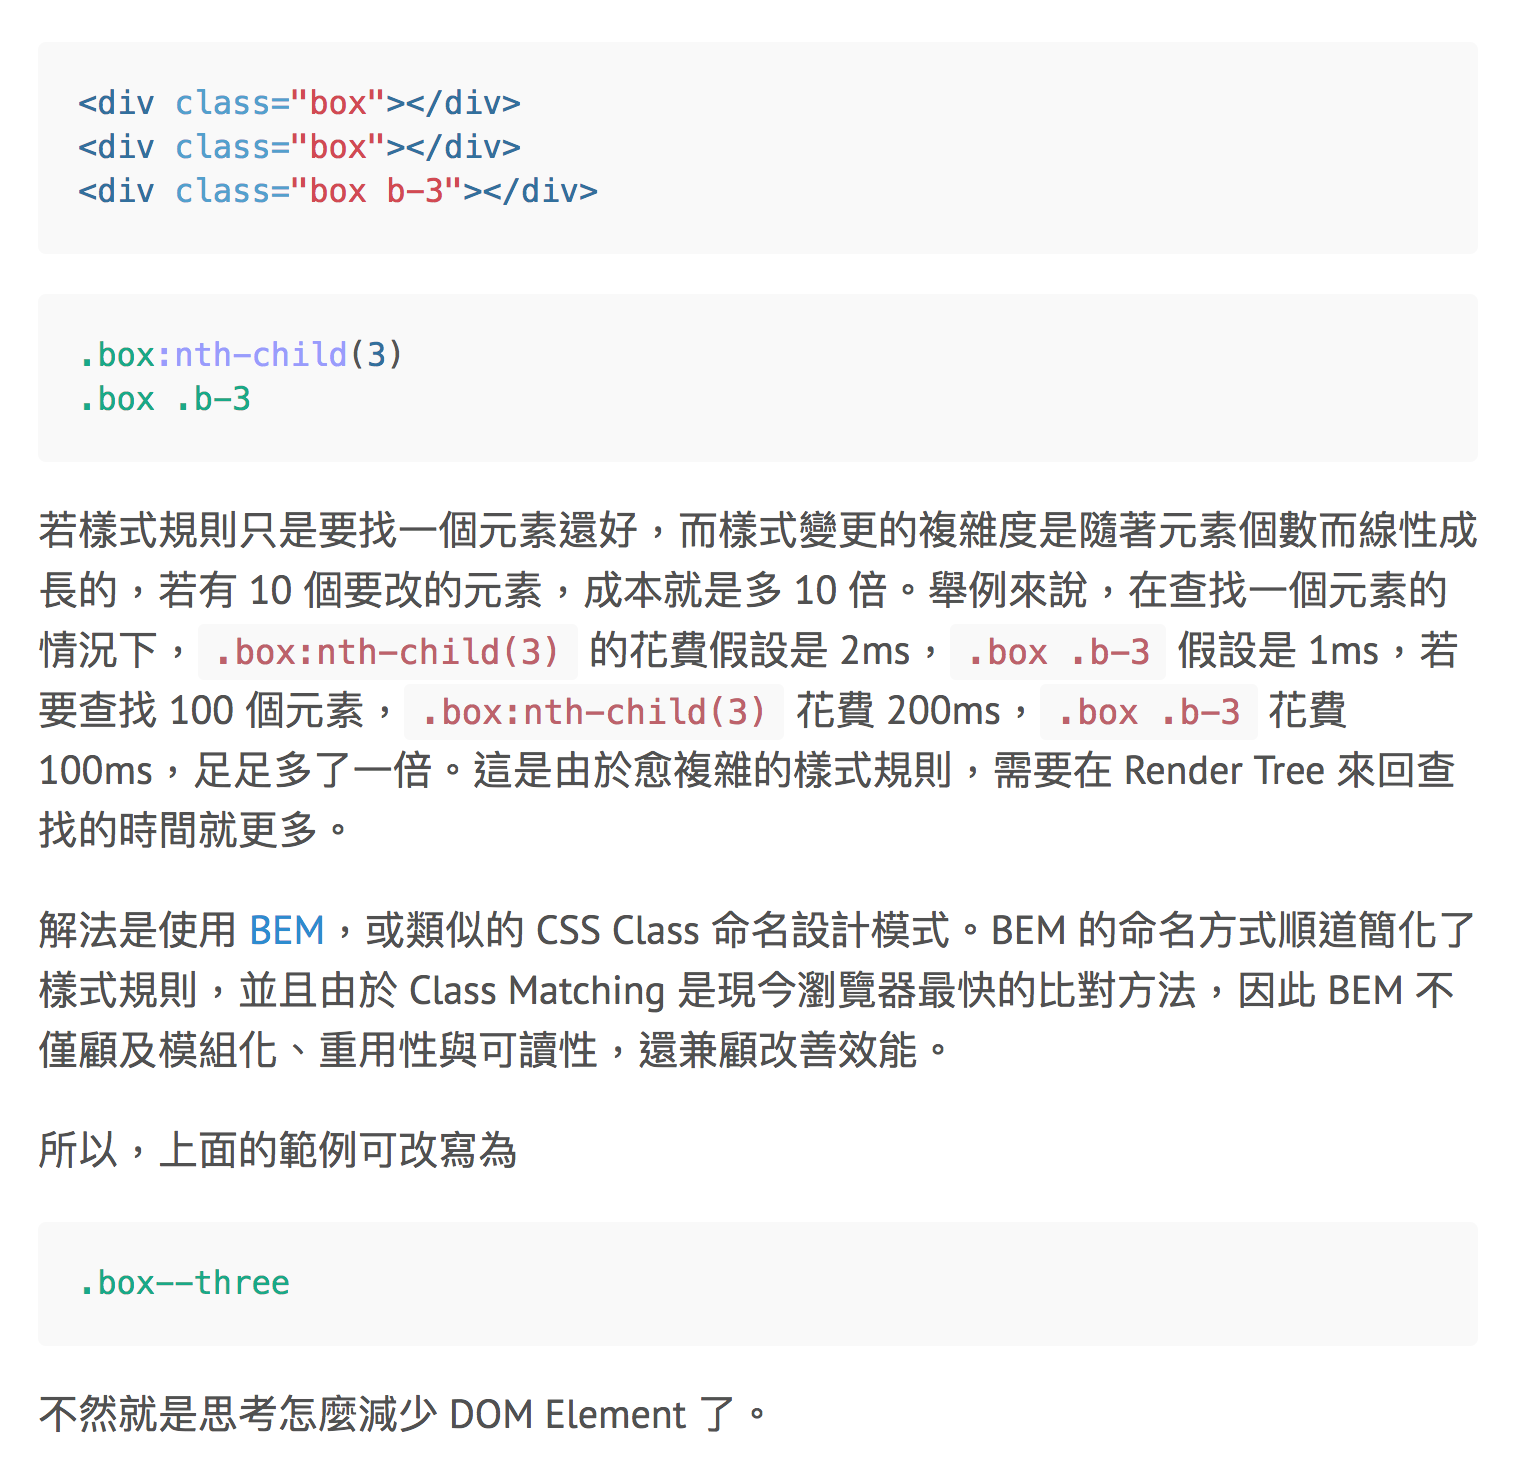 <div class="box"></div>
<div class="box"></div>
<div class="box b-3"></div>
.box:nth-child(3)
.box .b-3
若樣式規則只是要找一個元素還好，而樣式變更的複雜度是隨著元素個數而線性成
長的，若有 10 個要改的元素，成本就是多 10 倍。舉例來說，在查找一個元素的
情況下， .box:nth-child(3) 的花費假設是 2ms， .box .b-3 假設是 1ms，若
要查找 100 個元素， .box:nth-child(3) 花費 200ms， .box .b-3 花費
100ms，足足多了一倍。這是由於愈複雜的樣式規則，需要在 Render Tree 來回查
找的時間就更多。
解法是使用 BEM，或類似的 CSS Class 命名設計模式。BEM 的命名方式順道簡化了
樣式規則，並且由於 Class Matching 是現今瀏覽器最快的比對方法，因此 BEM 不
僅顧及模組化、重用性與可讀性，還兼顧改善效能。
所以，上面的範例可改寫為
.box--three
不然就是思考怎麼減少 DOM Element 了。